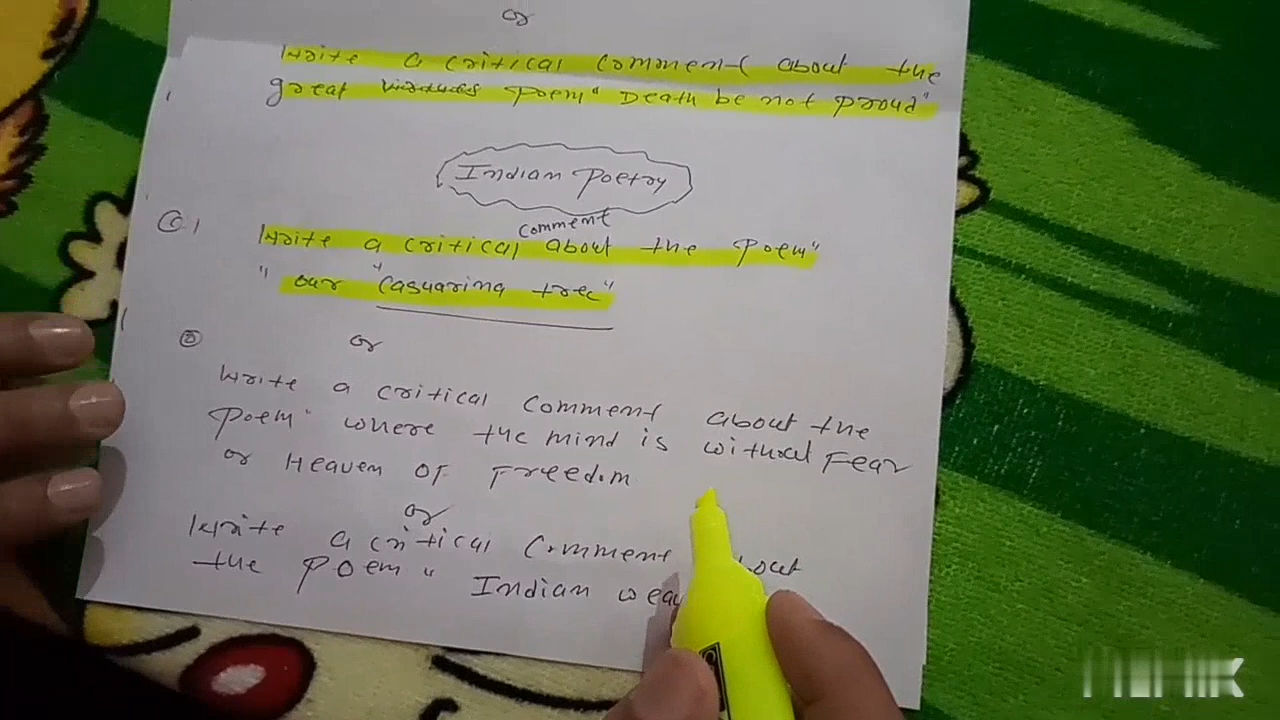 or
Write a critical comment about the
great poem" Death be not proud"
Indian Poetry
comment
Q1
Write a critical about the Poem"
" our "Casuarina tree"
②
or
Write a critical comment about the
Poem" where the mind is without Fear
or Heaven of Freedom
or
Write a critical comment about
the Poem " Indian